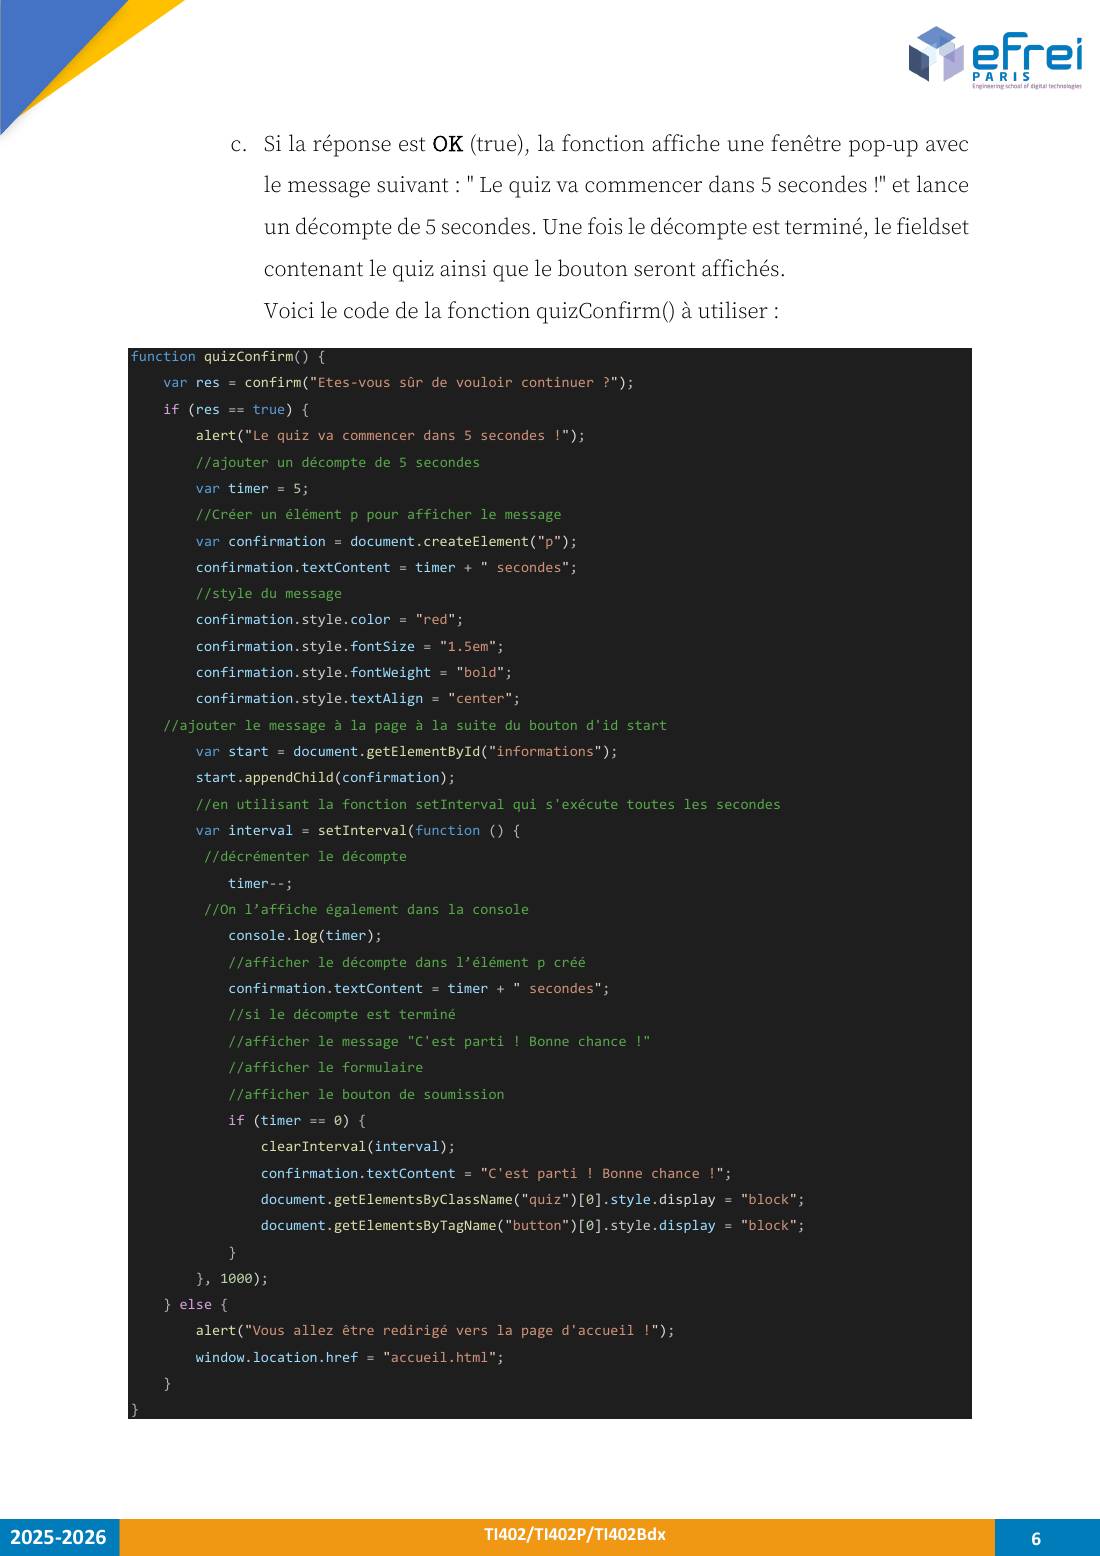 efrei
PARIS
Engineering school of digital technologies
c. Si la réponse est OK (true), la fonction affiche une fenêtre pop-up avec
le message suivant : " Le quiz va commencer dans 5 secondes !" et lance
un décompte de 5 secondes. Une fois le décompte est terminé, le fieldset
contenant le quiz ainsi que le bouton seront affichés.
Voici le code de la fonction quizConfirm() à utiliser :
function quizConfirm() {
    var res = confirm("Etes-vous sûr de vouloir continuer ?");
    if (res == true) {
        alert("Le quiz va commencer dans 5 secondes !");
        //ajouter un décompte de 5 secondes
        var timer = 5;
        //Créer un élément p pour afficher le message
        var confirmation = document.createElement("p");
        confirmation.textContent = timer + " secondes";
        //style du message
        confirmation.style.color = "red";
        confirmation.style.fontSize = "1.5em";
        confirmation.style.fontWeight = "bold";
        confirmation.style.textAlign = "center";
    //ajouter le message à la page à la suite du bouton d'id start
        var start = document.getElementById("informations");
        start.appendChild(confirmation);
        //en utilisant la fonction setInterval qui s'exécute toutes les secondes
        var interval = setInterval(function () {
         //décrémenter le décompte
            timer--;
         //On l’affiche également dans la console
            console.log(timer);
            //afficher le décompte dans l’élément p créé
            confirmation.textContent = timer + " secondes";
            //si le décompte est terminé
            //afficher le message "C'est parti ! Bonne chance !"
            //afficher le formulaire
            //afficher le bouton de soumission
            if (timer == 0) {
                clearInterval(interval);
                confirmation.textContent = "C'est parti ! Bonne chance !";
                document.getElementsByClassName("quiz")[0].style.display = "block";
                document.getElementsByTagName("button")[0].style.display = "block";
            }
        }, 1000);
    } else {
        alert("Vous allez être redirigé vers la page d'accueil !");
        window.location.href = "accueil.html";
    }
}
2025-2026
TI402/TI402P/TI402Bdx
6